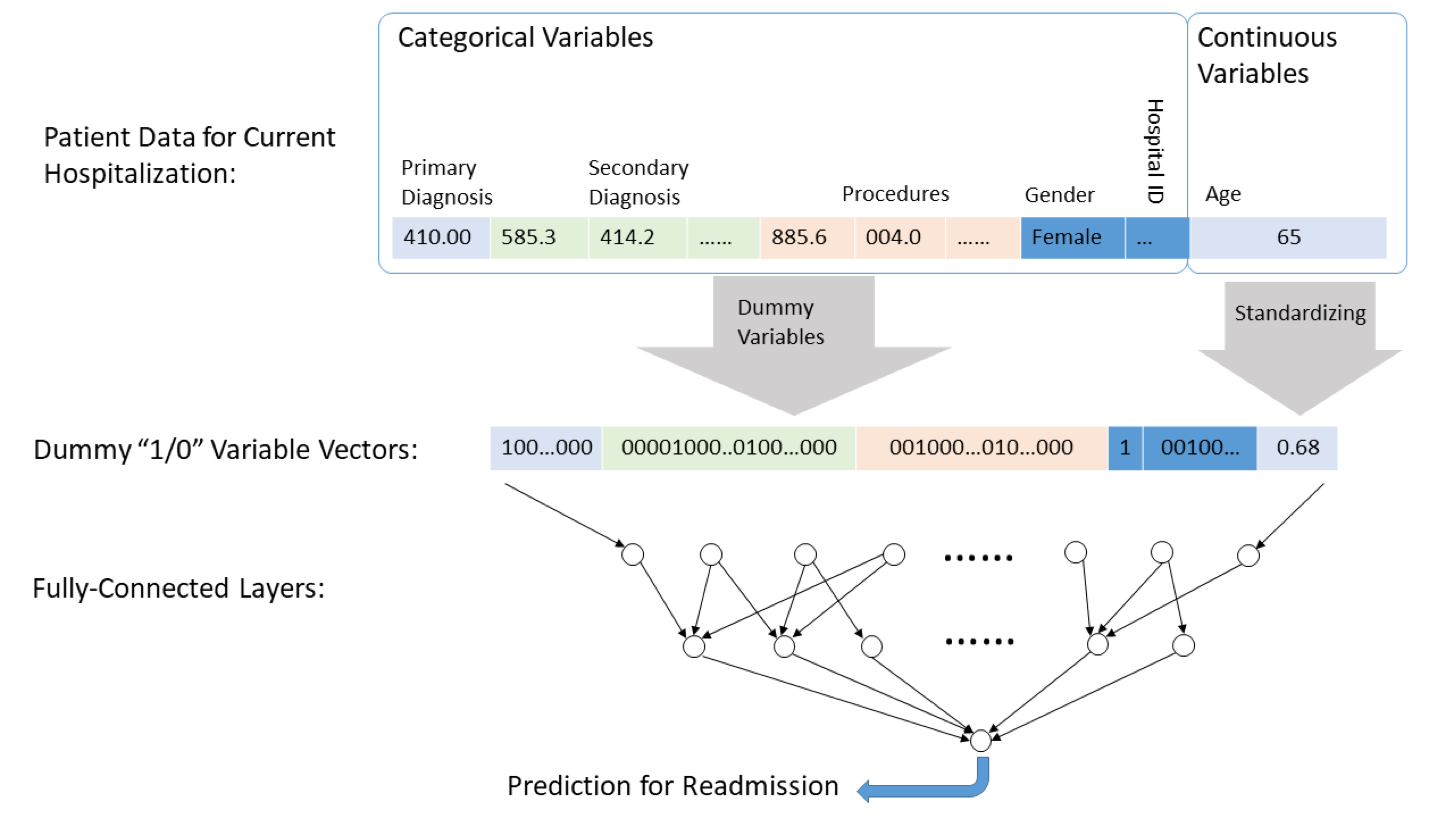 Categorical Variables
Continuous
Variables
Patient Data for Current
Hospitalization:
Primary
Diagnosis
Secondary
Diagnosis
Procedures
Gender
Hospital ID
Age
410.00 585.3 414.2 ...... 885.6 004.0 ...... Female ... 65
Dummy
Variables
Standardizing
Dummy “1/0” Variable Vectors:
100...000 00001000..0100...000 001000...010...000 1 00100... 0.68
......
Fully-Connected Layers:
......
Prediction for Readmission